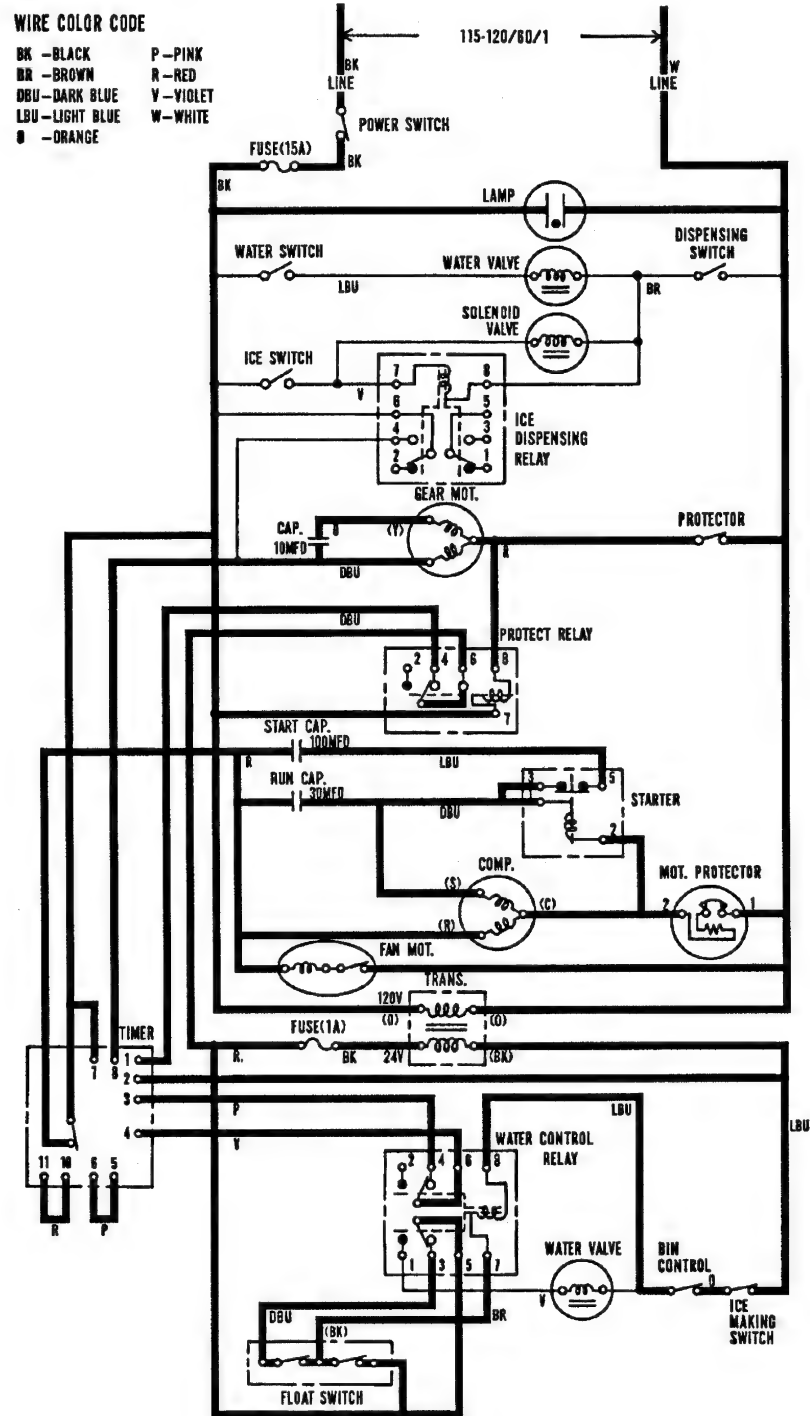 WIRE COLOR CODE
BK -BLACK P-PINK
BR -BROWN R-RED
DBU-DARK BLUE V-VIOLET
LBU-LIGHT BLUE W-WHITE
O -ORANGE
115-120/60/1
BK
LINE
W
LINE
POWER SWITCH
FUSE(15A)
BK
BK
LAMP
WATER SWITCH
LBU
WATER VALVE
DISPENSING
SWITCH
BR
SOLENOID
VALVE
ICE SWITCH
V
7 8
6 5
4 3
2 1
ICE
DISPENSING
RELAY
GEAR MOT.
CAP.
10MFD
(Y)
DBU
R
PROTECTOR
DBU
PROTECT RELAY
2 4 6 8
7
START CAP.
100MFD
R
LBU
RUN CAP.
30MFD
DBU
3 5
2
STARTER
COMP.
(S)
(R)
(C)
MOT. PROTECTOR
2 1
FAN MOT.
TRANS.
120V
(O) (O)
FUSE(1A)
R.
BK
24V
(BK)
TIMER
7 8 1
2
3
4
11 10 6 5
R P
P
V
LBU
LBU
WATER CONTROL
RELAY
2 4 6 8
1 3 5 7
WATER VALVE
V
BIN
CONTROL
O
ICE
MAKING
SWITCH
DBU
(BK)
BR
FLOAT SWITCH